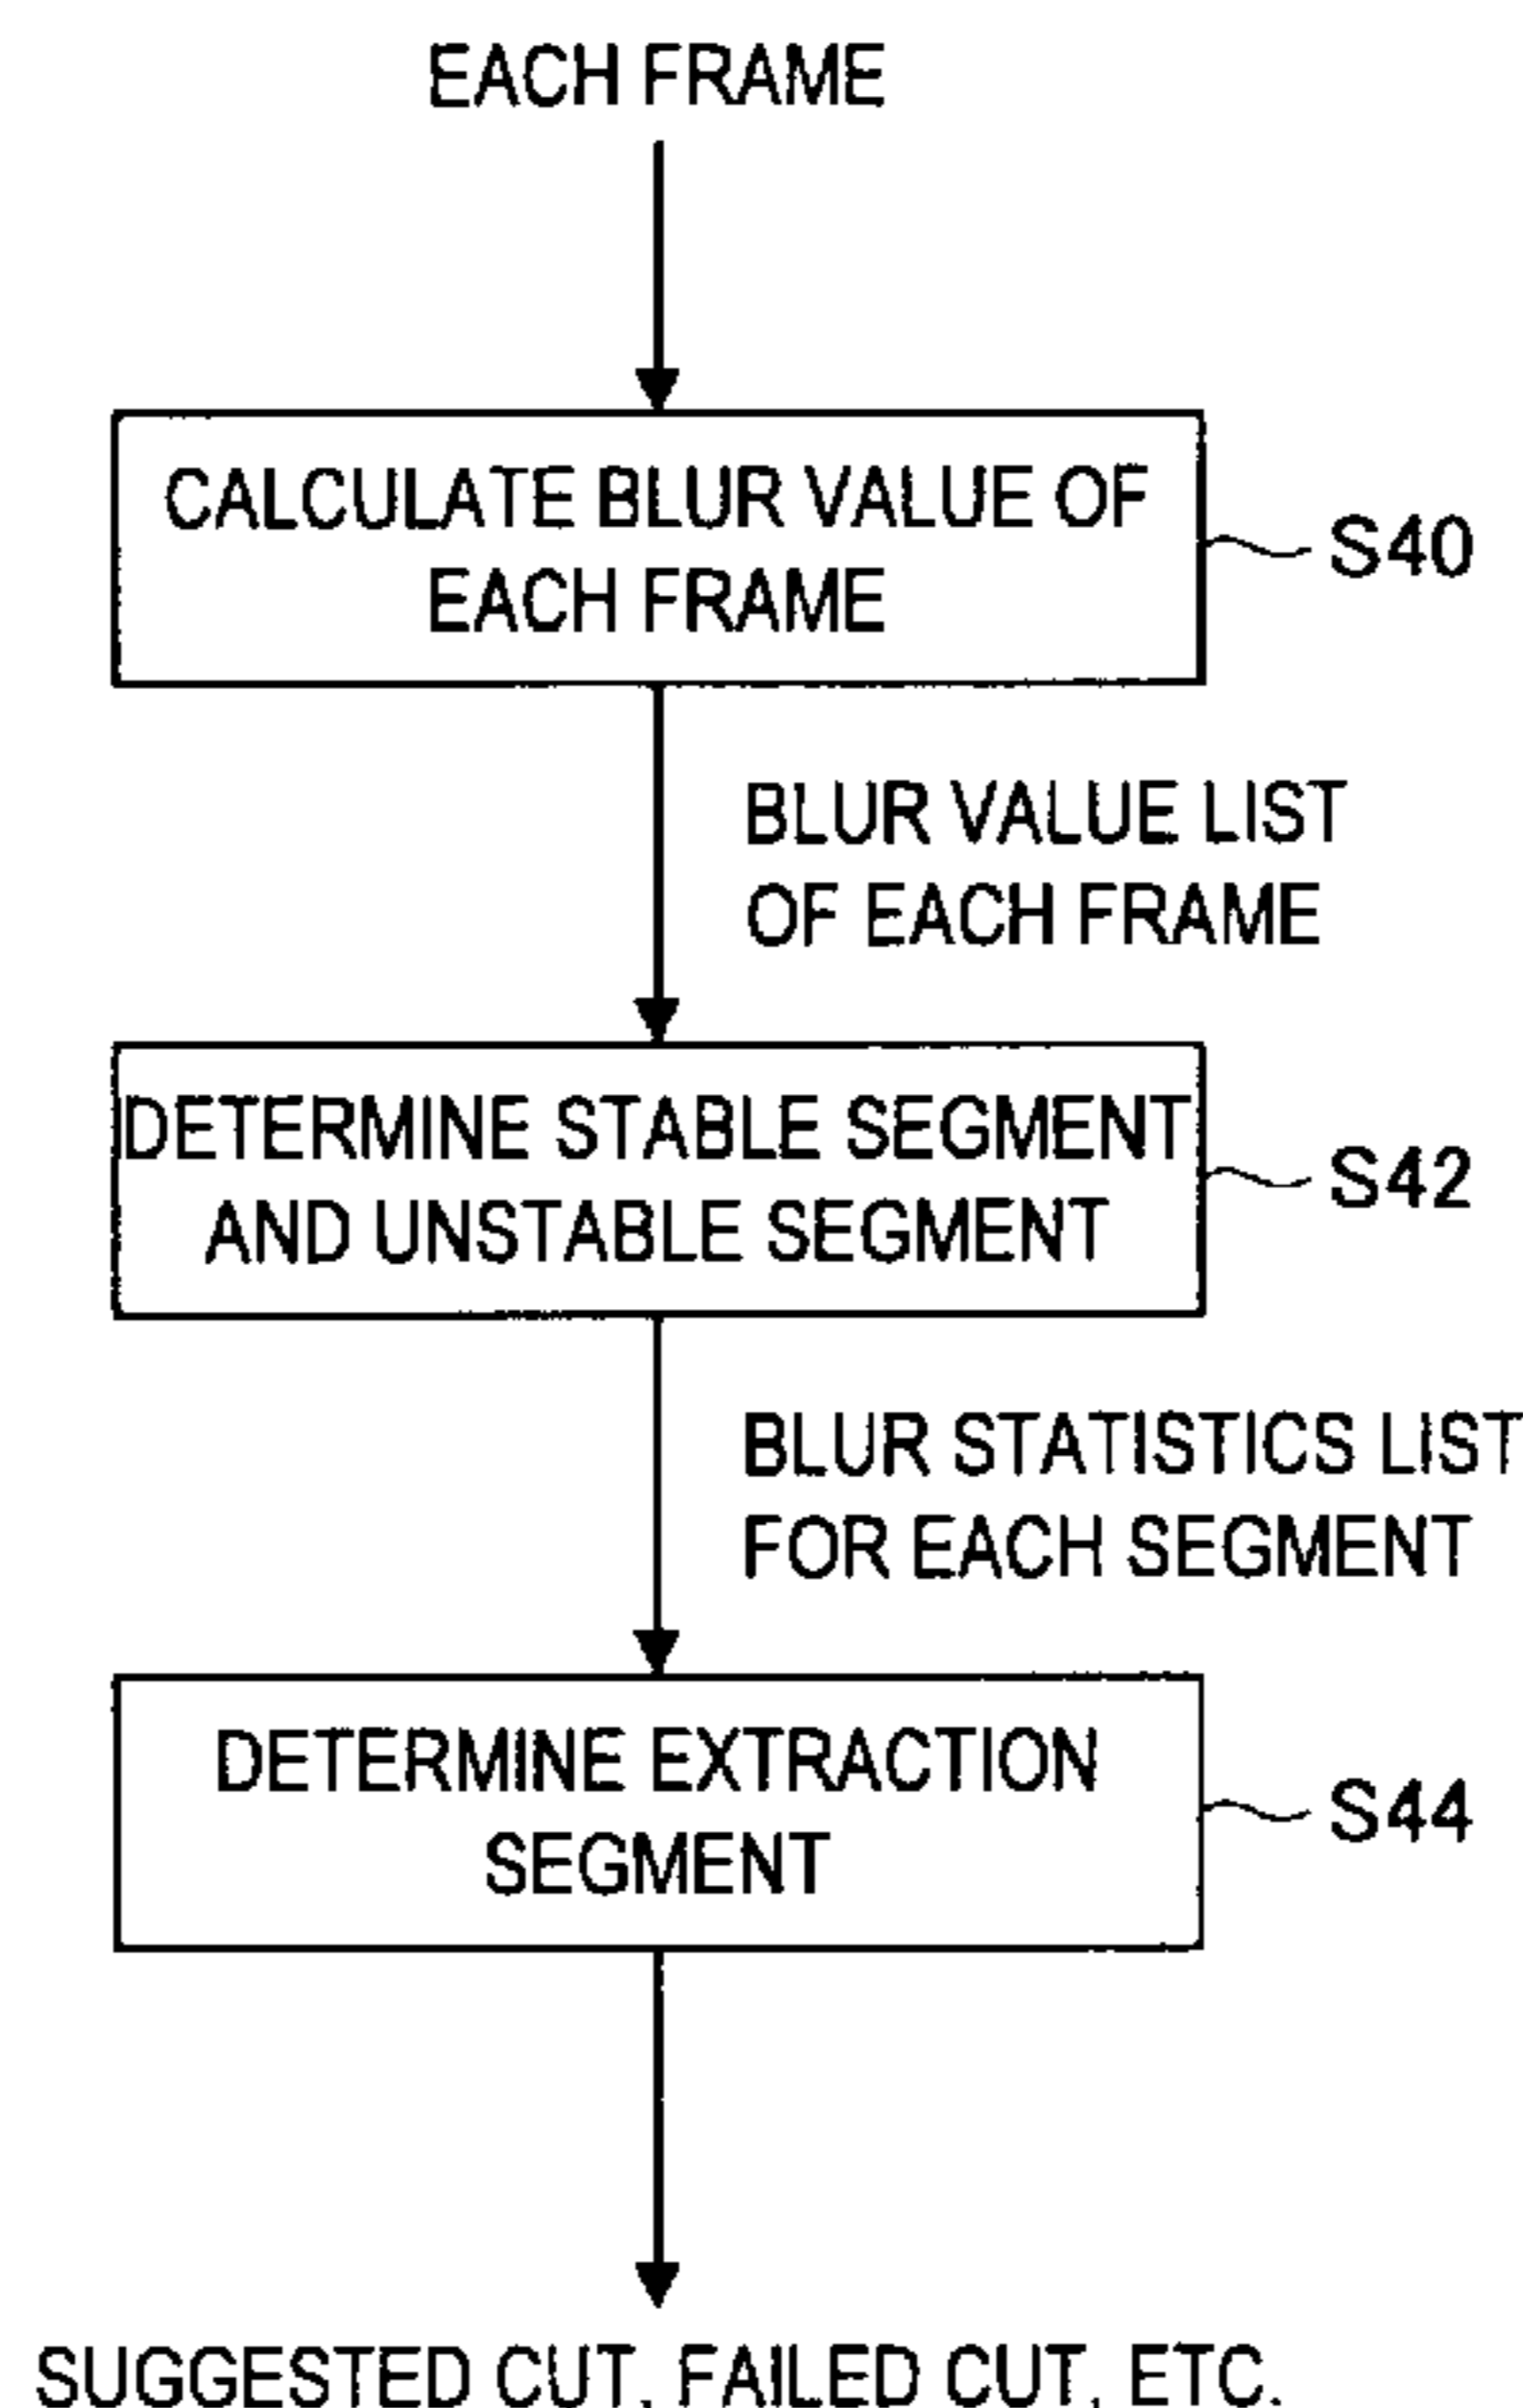 EACH FRAME
CALCULATE BLUR VALUE OF
EACH FRAME
S40
BLUR VALUE LIST
OF EACH FRAME
DETERMINE STABLE SEGMENT
AND UNSTABLE SEGMENT
S42
BLUR STATISTICS LIST
FOR EACH SEGMENT
DETERMINE EXTRACTION
SEGMENT
S44
SUGGESTED CUT, FAILED CUT, ETC.